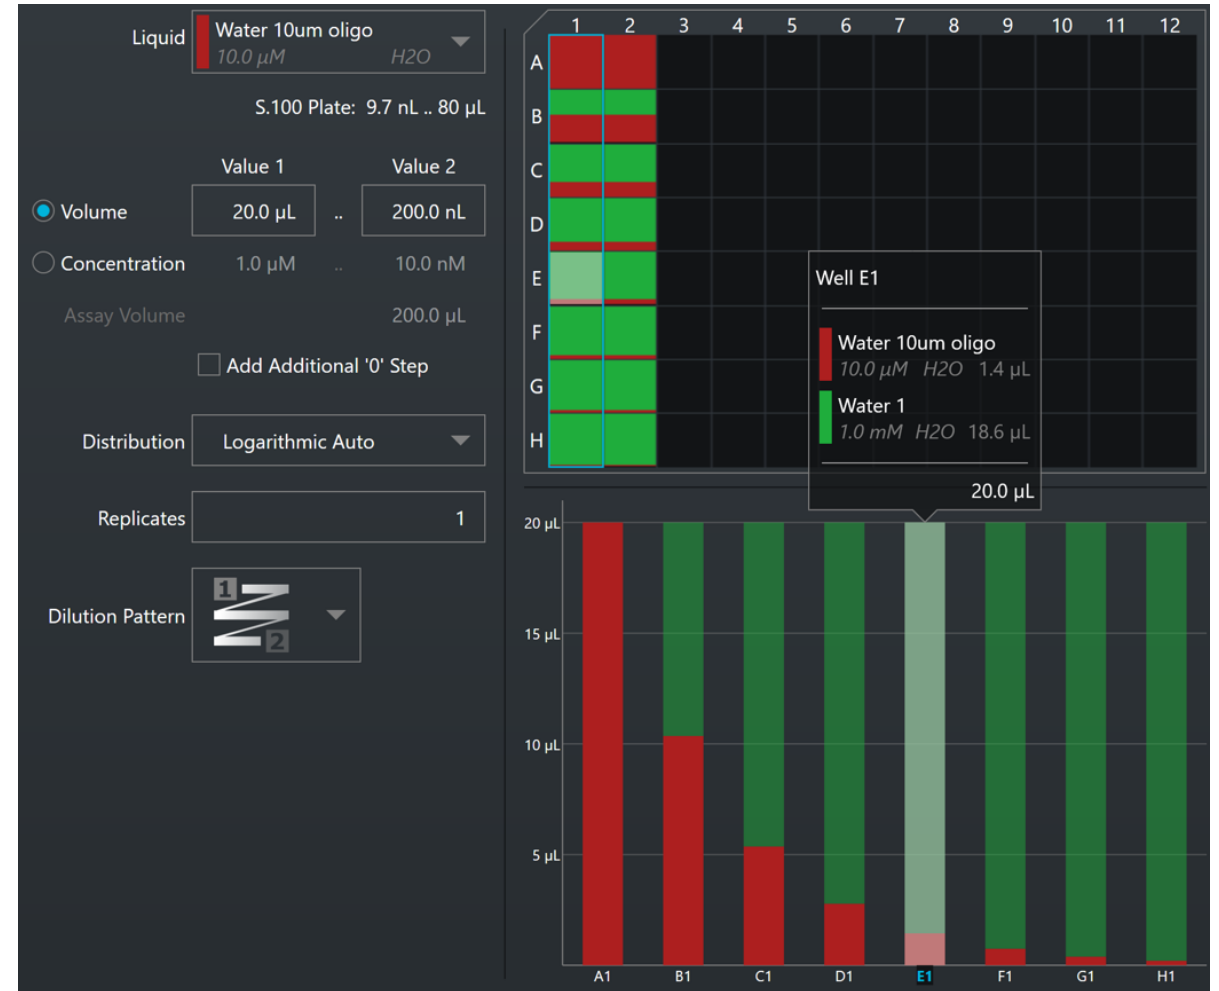 Liquid
Water 10um oligo
10.0 µM H2O
S.100 Plate: 9.7 nL .. 80 µL
Value 1 Value 2
Volume 20.0 µL .. 200.0 nL
Concentration 1.0 µM .. 10.0 nM
Assay Volume 200.0 µL
Add Additional '0' Step
Distribution Logarithmic Auto
Replicates 1
Dilution Pattern 1 2
1 2 3 4 5 6 7 8 9 10 11 12
A
B
C
D
E
F
G
H
Well E1
Water 10um oligo
10.0 µM H2O 1.4 µL
Water 1
1.0 mM H2O 18.6 µL
20.0 µL
20 µL
15 µL
10 µL
5 µL
A1 B1 C1 D1 E1 F1 G1 H1